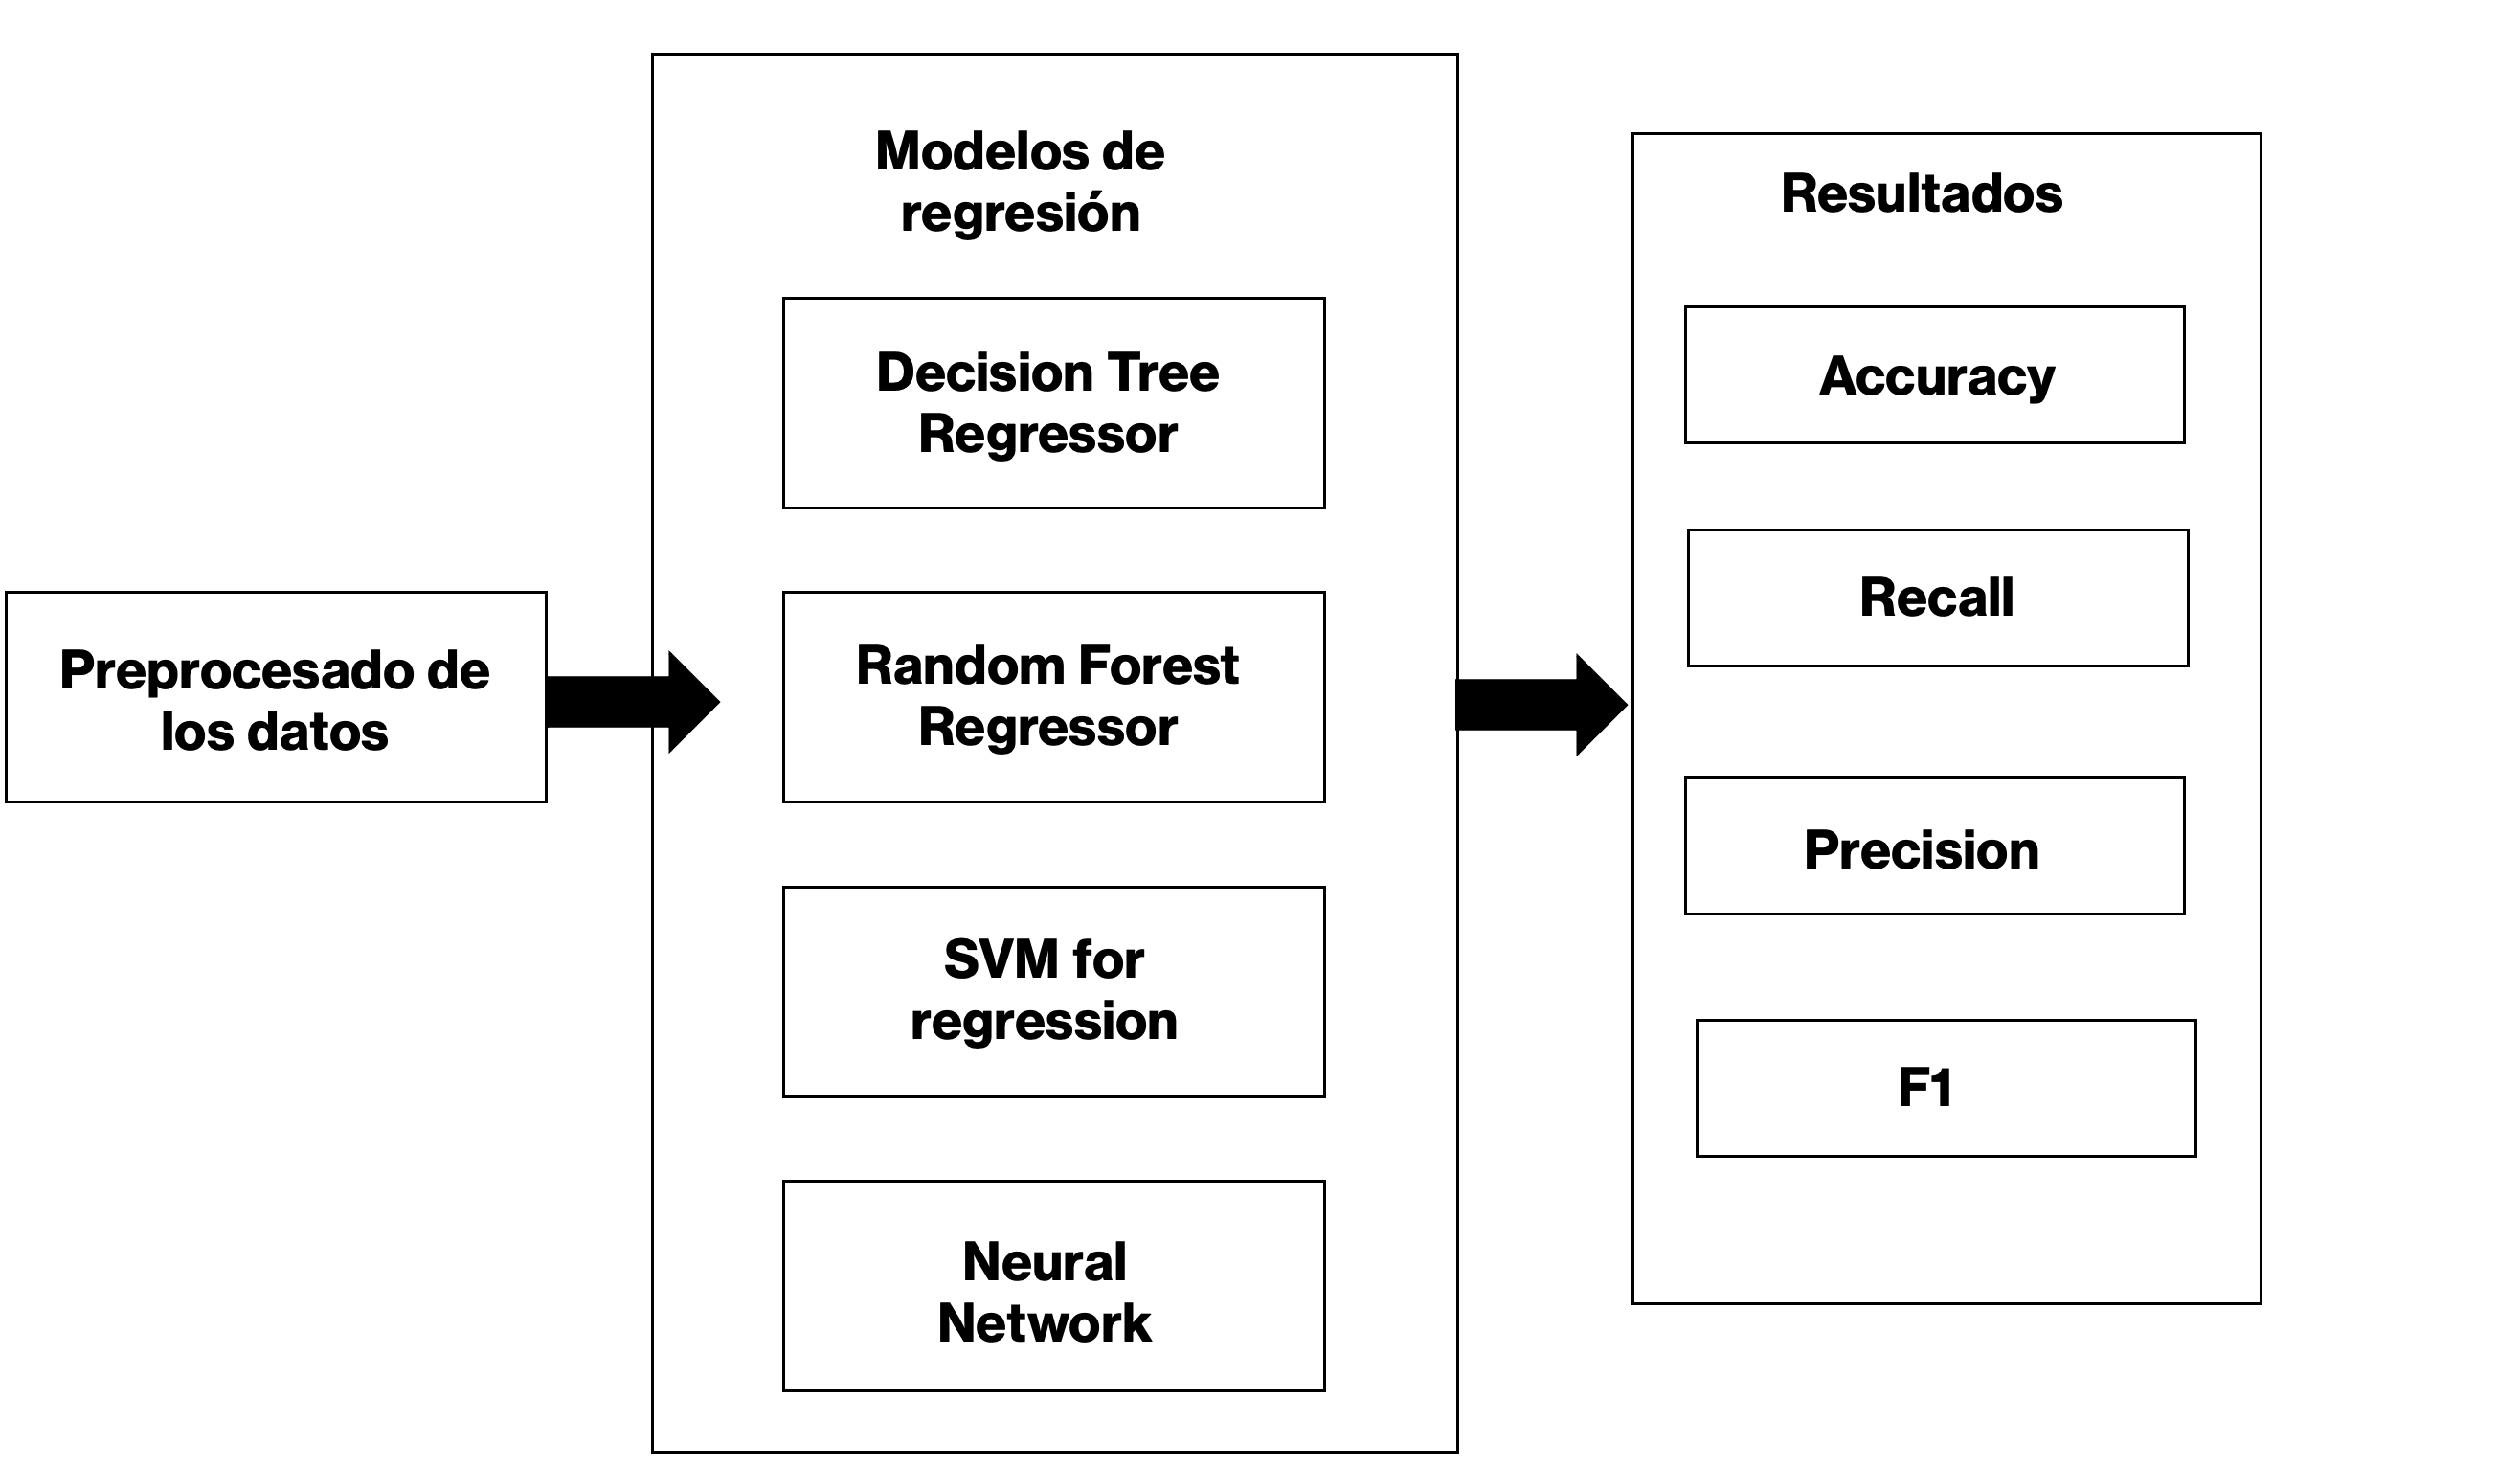 Preprocesado de
los datos
Modelos de
regresión
Decision Tree
Regressor
Random Forest
Regressor
SVM for
regression
Neural
Network
Resultados
Accuracy
Recall
Precision
F1